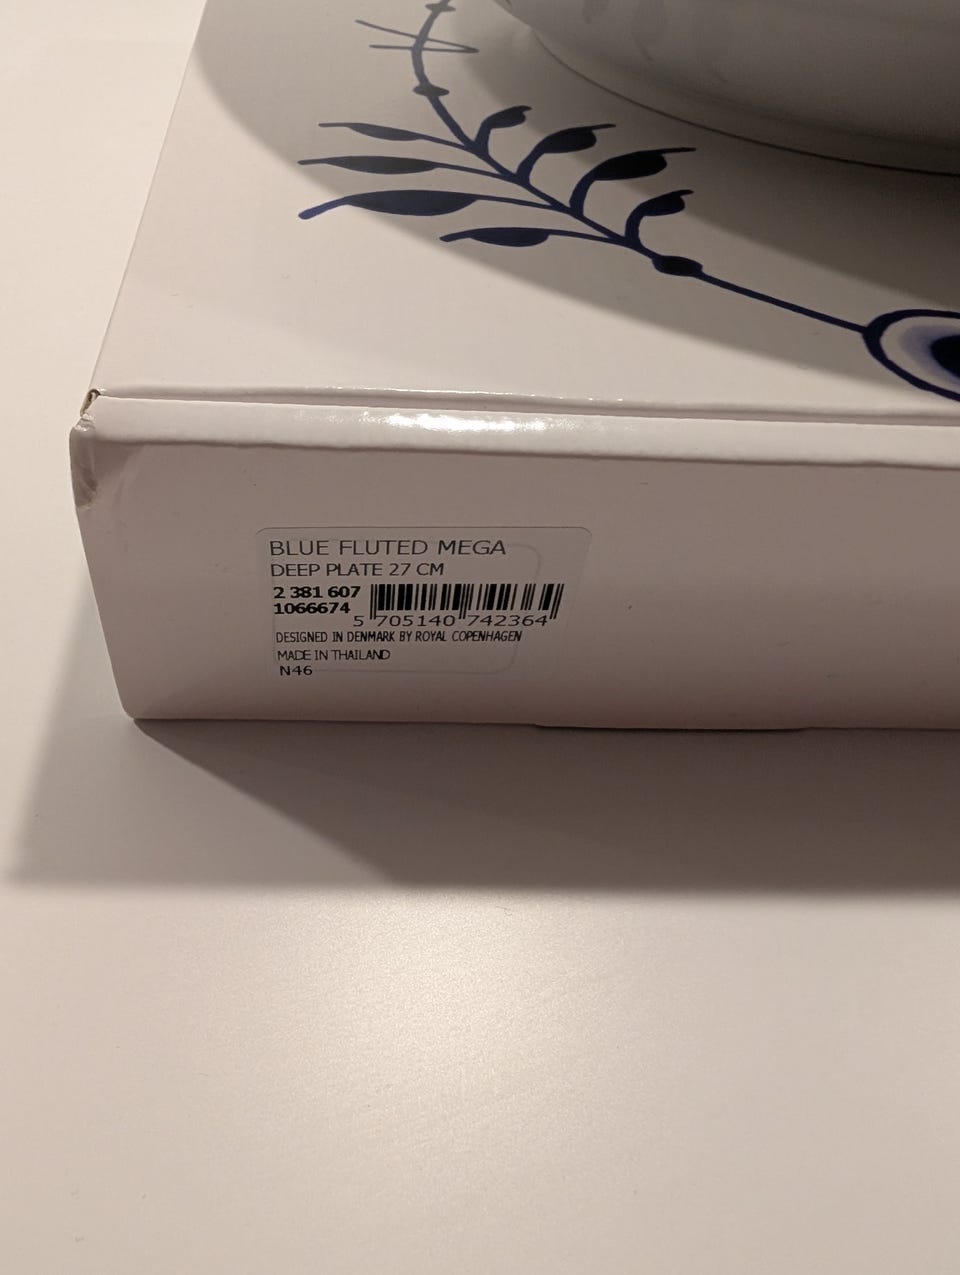 BLUE FLUTED MEGA
DEEP PLATE 27 CM
2 381 607
1066674
5 705140 742364
DESIGNED IN DENMARK BY ROYAL COPENHAGEN
MADE IN THAILAND
N46